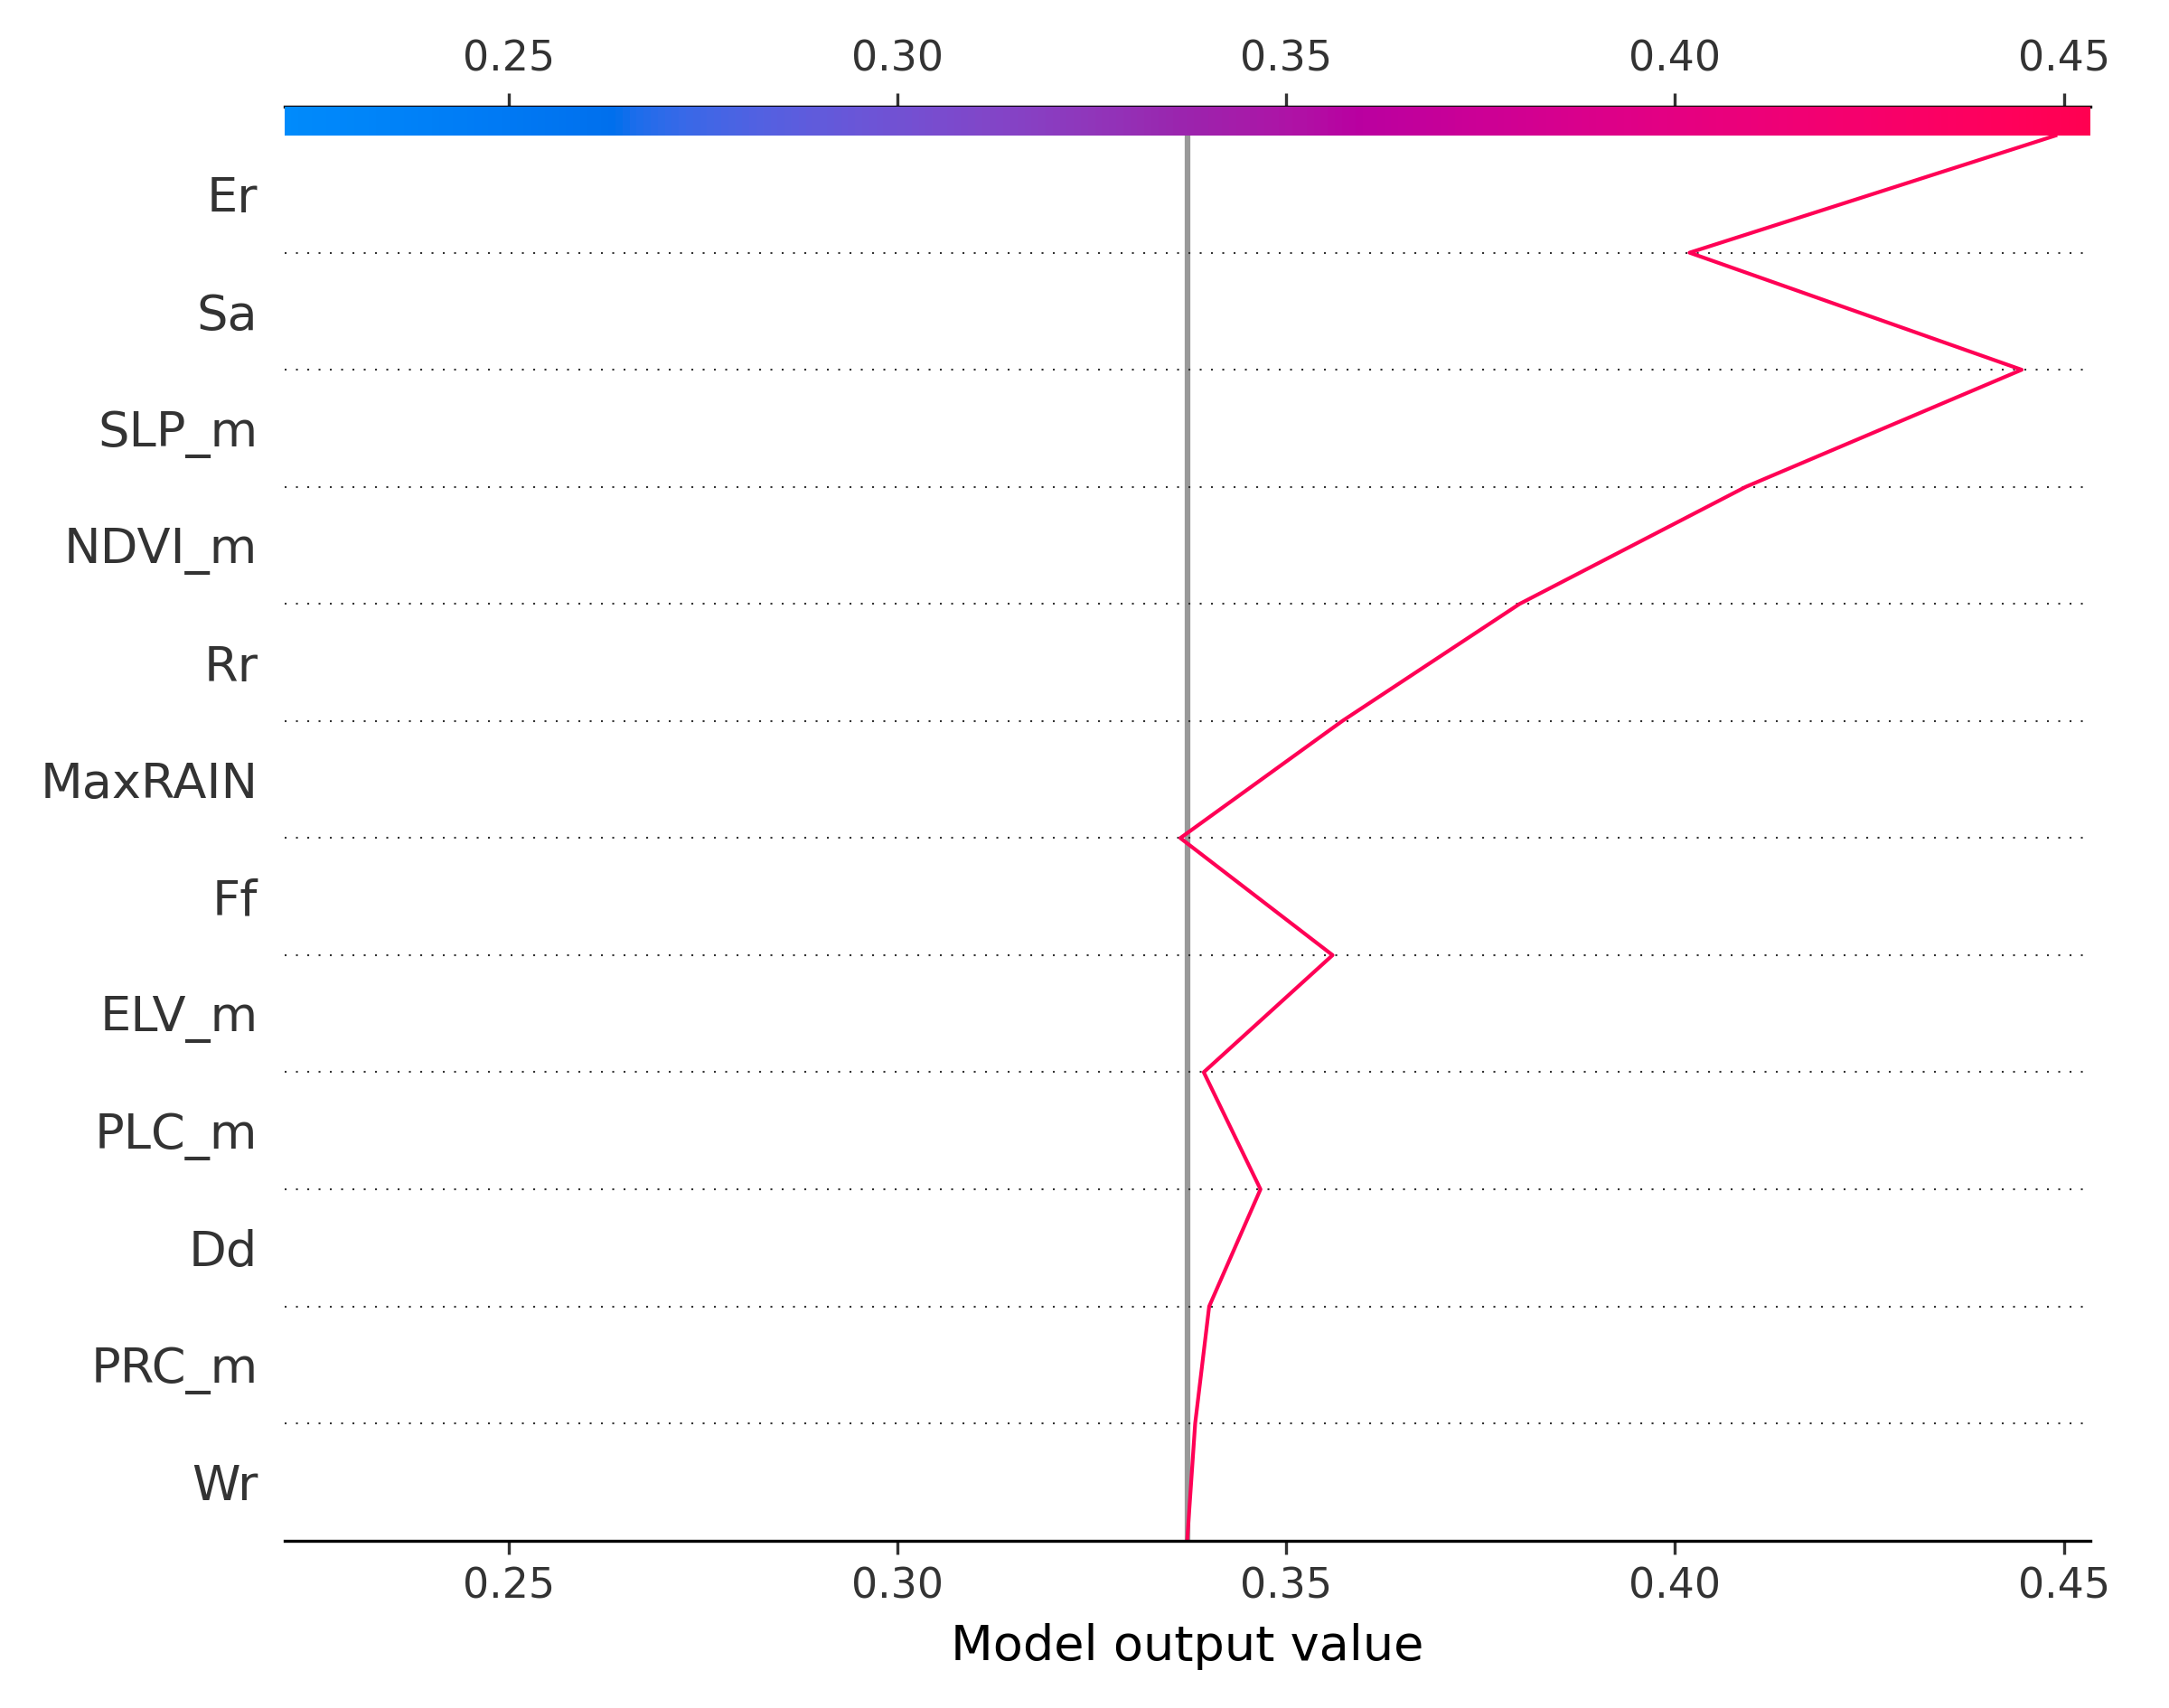 0.25 0.30 0.35 0.40 0.45
Er
Sa
SLP_m
NDVI_m
Rr
MaxRAIN
Ff
ELV_m
PLC_m
Dd
PRC_m
Wr
0.25 0.30 0.35 0.40 0.45
Model output value